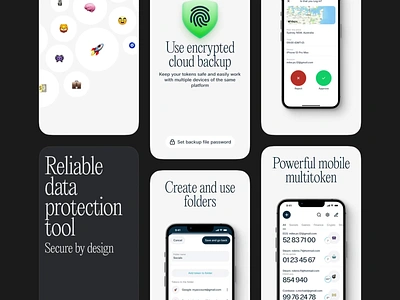 Use encrypted
cloud backup
Keep your tokens safe and easily work
with multiple devices of the same
platform
Set backup file password
Reject
Approve
Reliable
data
protection
tool
Secure by design
Create and use
folders
Cancel
Save and go back
Powerful mobile
multitoken
52 83 71 00
0123 45 67
854 940
99 76 24 78